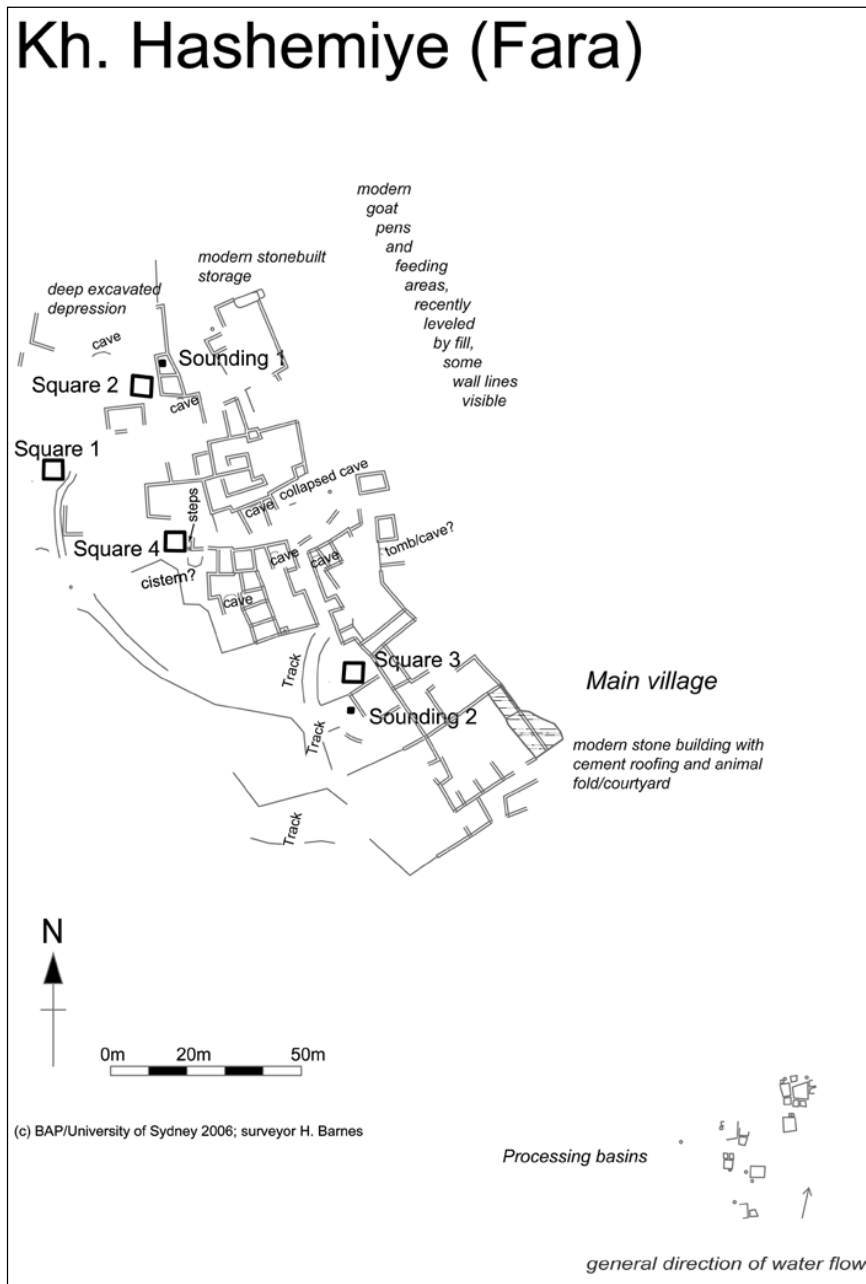 Kh. Hashemiye (Fara)
modern
goat
pens
and
feeding
areas,
recently
leveled
by fill,
some
wall lines
visible
modern stonebuilt
storage
deep excavated
depression
cave
Sounding 1
Square 2
cave
Square 1
collapsed cave
cave
steps
Square 4
cistern?
cave
cave
cave
tomb/cave?
Track
Square 3
Main village
Sounding 2
Track
modern stone building with
cement roofing and animal
fold/courtyard
Track
N
0m 20m 50m
(c) BAP/University of Sydney 2006; surveyor H. Barnes
Processing basins
general direction of water flow